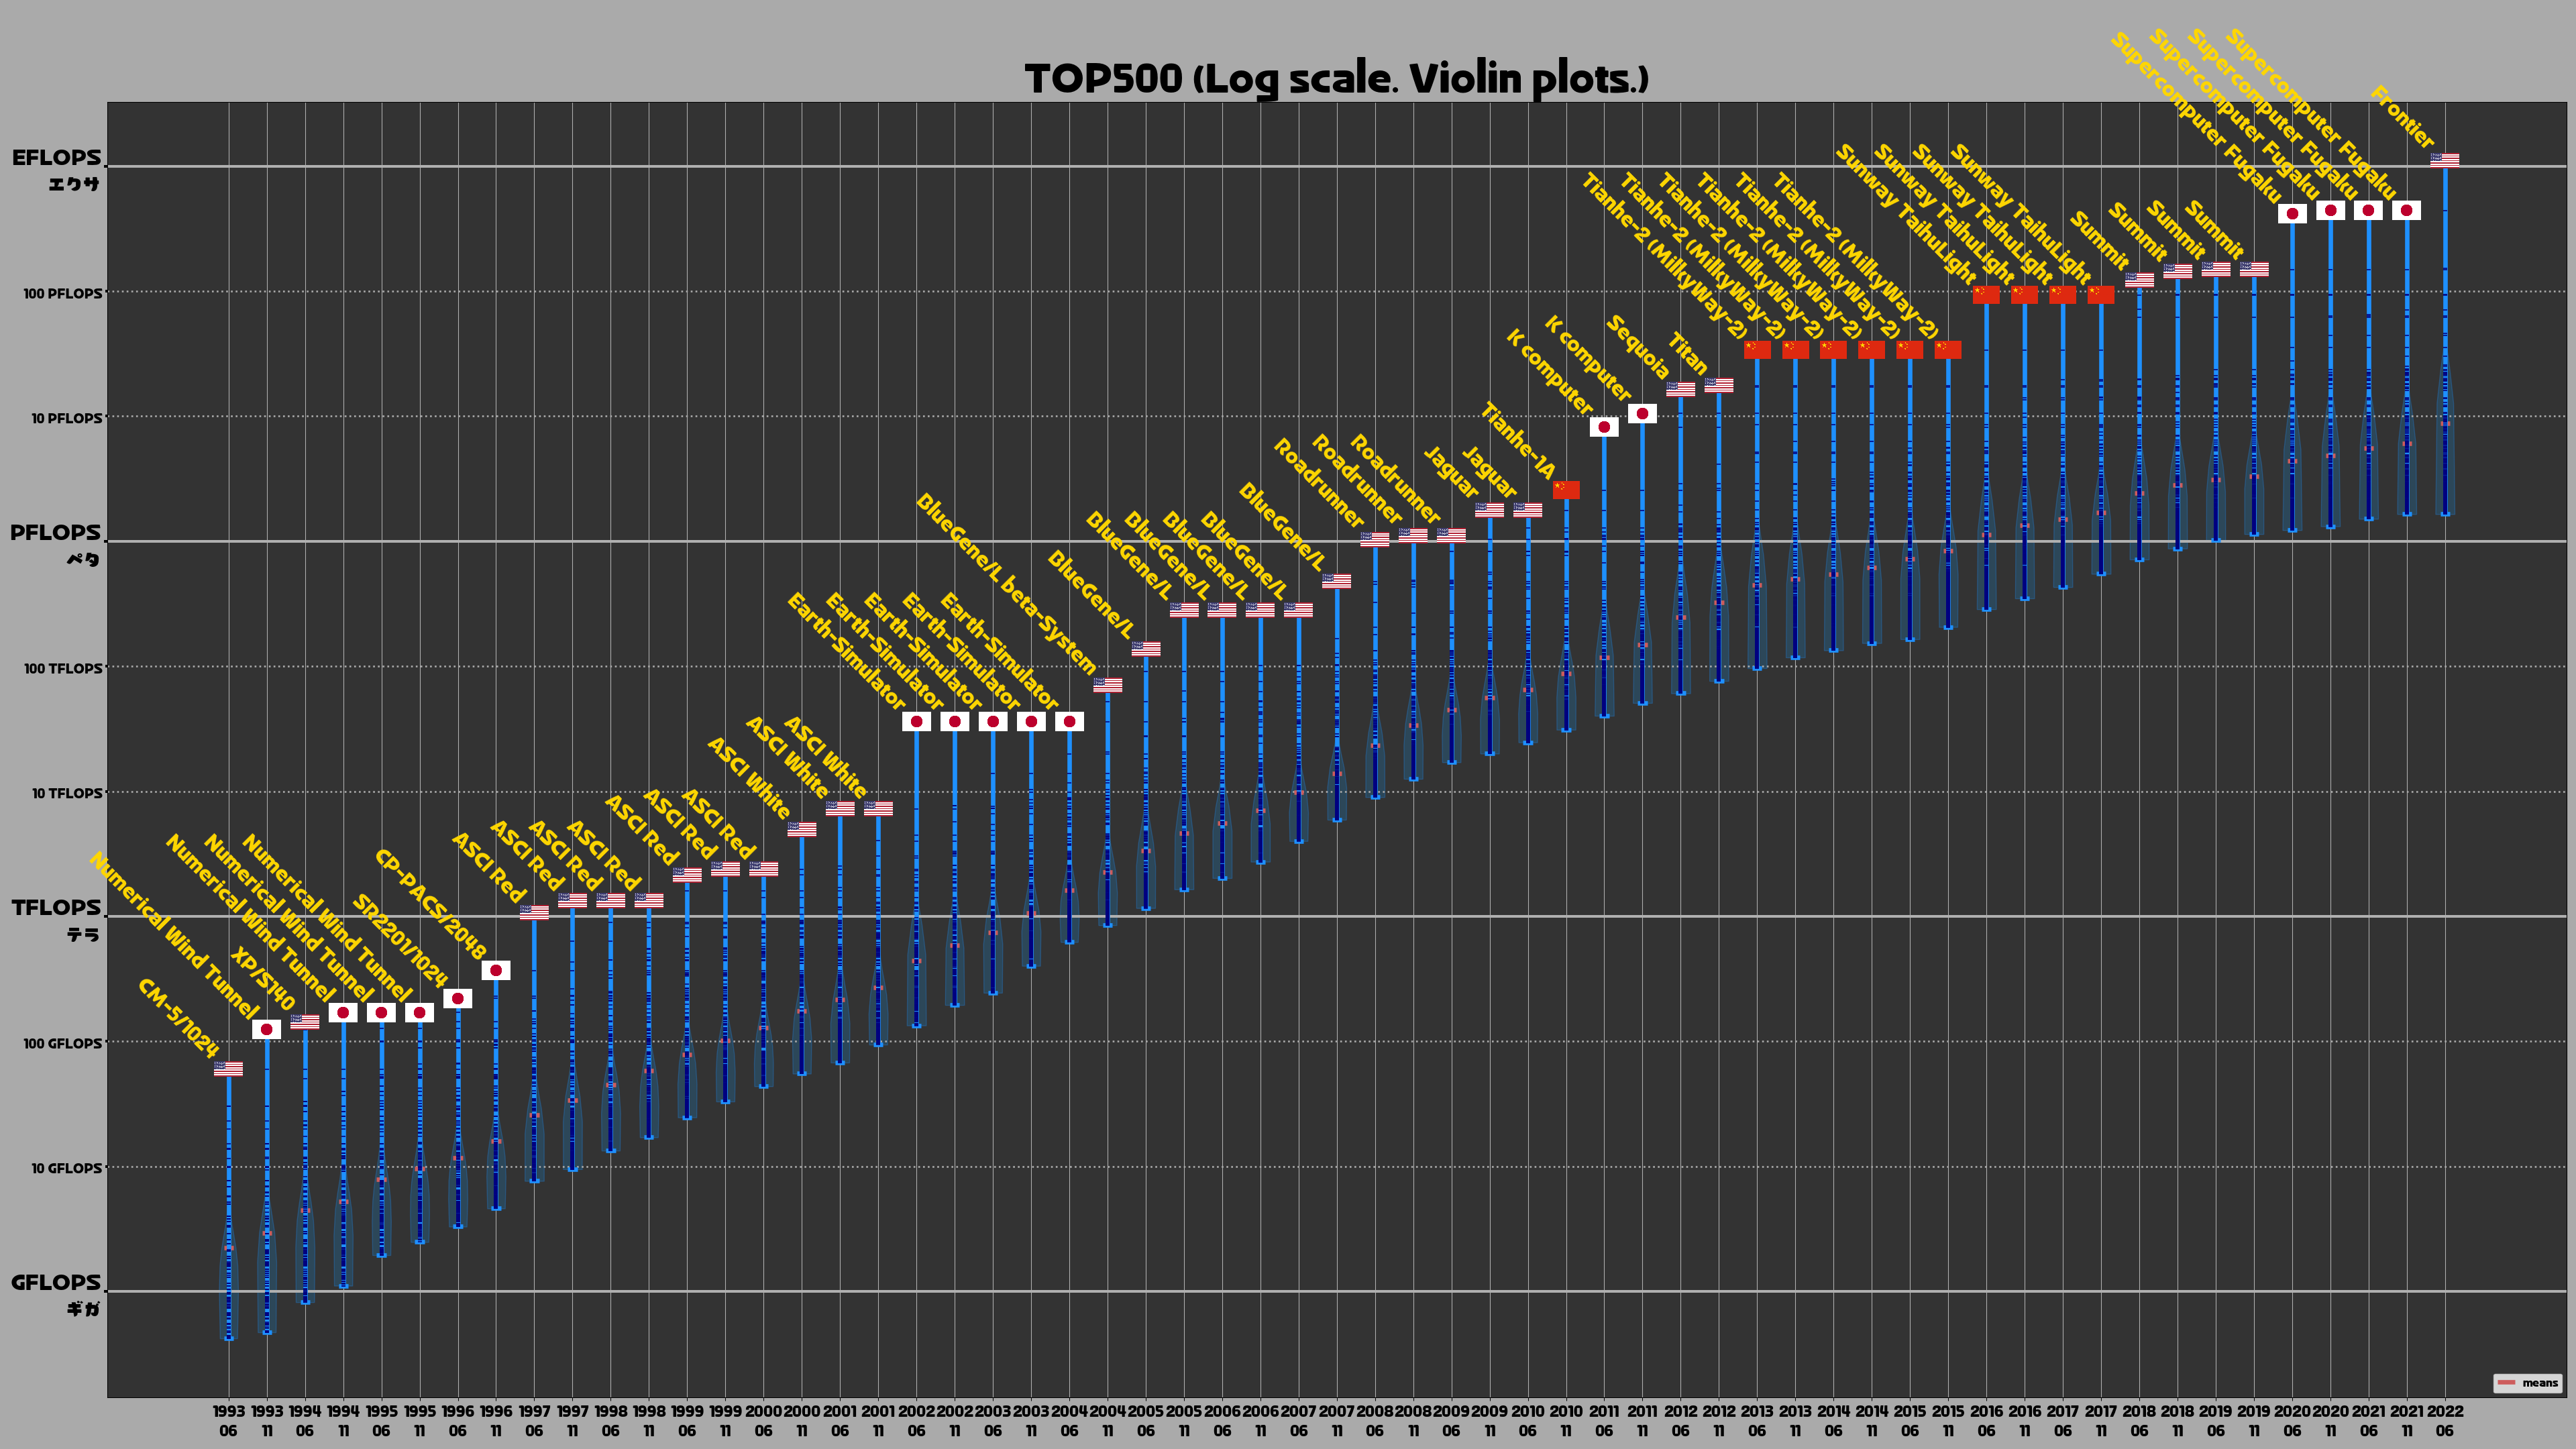 TOP500 (Log scale. Violin plots.)
EFLOPS
エクサ
100 PFLOPS
10 PFLOPS
PFLOPS
ペタ
100 TFLOPS
10 TFLOPS
TFLOPS
テラ
100 GFLOPS
10 GFLOPS
GFLOPS
ギガ
CM-5/1024
Numerical Wind Tunnel
XP/S140
Numerical Wind Tunnel
Numerical Wind Tunnel
Numerical Wind Tunnel
SR2201/1024
CP-PACS/2048
ASCI Red
ASCI Red
ASCI Red
ASCI Red
ASCI Red
ASCI Red
ASCI Red
ASCI White
ASCI White
ASCI White
Earth-Simulator
Earth-Simulator
Earth-Simulator
Earth-Simulator
Earth-Simulator
BlueGene/L beta-System
BlueGene/L
BlueGene/L
BlueGene/L
BlueGene/L
BlueGene/L
BlueGene/L
Roadrunner
Roadrunner
Roadrunner
Jaguar
Jaguar
Tianhe-1A
K computer
K computer
Sequoia
Titan
Tianhe-2 (MilkyWay-2)
Tianhe-2 (MilkyWay-2)
Tianhe-2 (MilkyWay-2)
Tianhe-2 (MilkyWay-2)
Tianhe-2 (MilkyWay-2)
Tianhe-2 (MilkyWay-2)
Sunway TaihuLight
Sunway TaihuLight
Sunway TaihuLight
Sunway TaihuLight
Summit
Summit
Summit
Summit
Supercomputer Fugaku
Supercomputer Fugaku
Supercomputer Fugaku
Supercomputer Fugaku
Frontier
means
1993 1993 1994 1994 1995 1995 1996 1996 1997 1997 1998 1998 1999 1999 2000 2000 2001 2001 2002 2002 2003 2003 2004 2004 2005 2005 2006 2006 2007 2007 2008 2008 2009 2009 2010 2010 2011 2011 2012 2012 2013 2013 2014 2014 2015 2015 2016 2016 2017 2017 2018 2018 2019 2019 2020 2020 2021 2021 2022
06 11 06 11 06 11 06 11 06 11 06 11 06 11 06 11 06 11 06 11 06 11 06 11 06 11 06 11 06 11 06 11 06 11 06 11 06 11 06 11 06 11 06 11 06 11 06 11 06 11 06 11 06 11 06 11 06 11 06